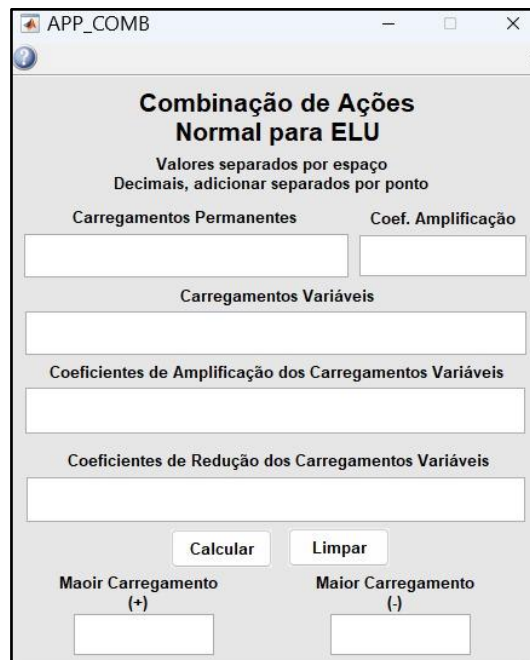 APP_COMB
Combinação de Ações
Normal para ELU
Valores separados por espaço
Decimais, adicionar separados por ponto
Carregamentos Permanentes
Coef. Amplificação
Carregamentos Variáveis
Coeficientes de Amplificação dos Carregamentos Variáveis
Coeficientes de Redução dos Carregamentos Variáveis
Calcular
Limpar
Maoir Carregamento
(+)
Maior Carregamento
(-)